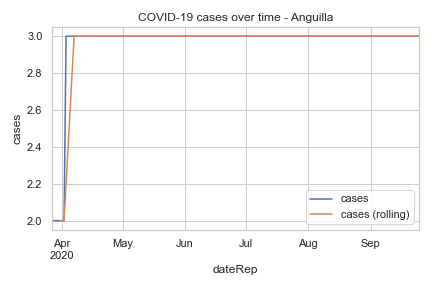 COVID-19 cases over time - Anguilla
3.0
2.8
2.6
2.4
2.2
2.0
cases
cases
cases (rolling)
Apr
2020
May
Jun
Jul
Aug
Sep
dateRep